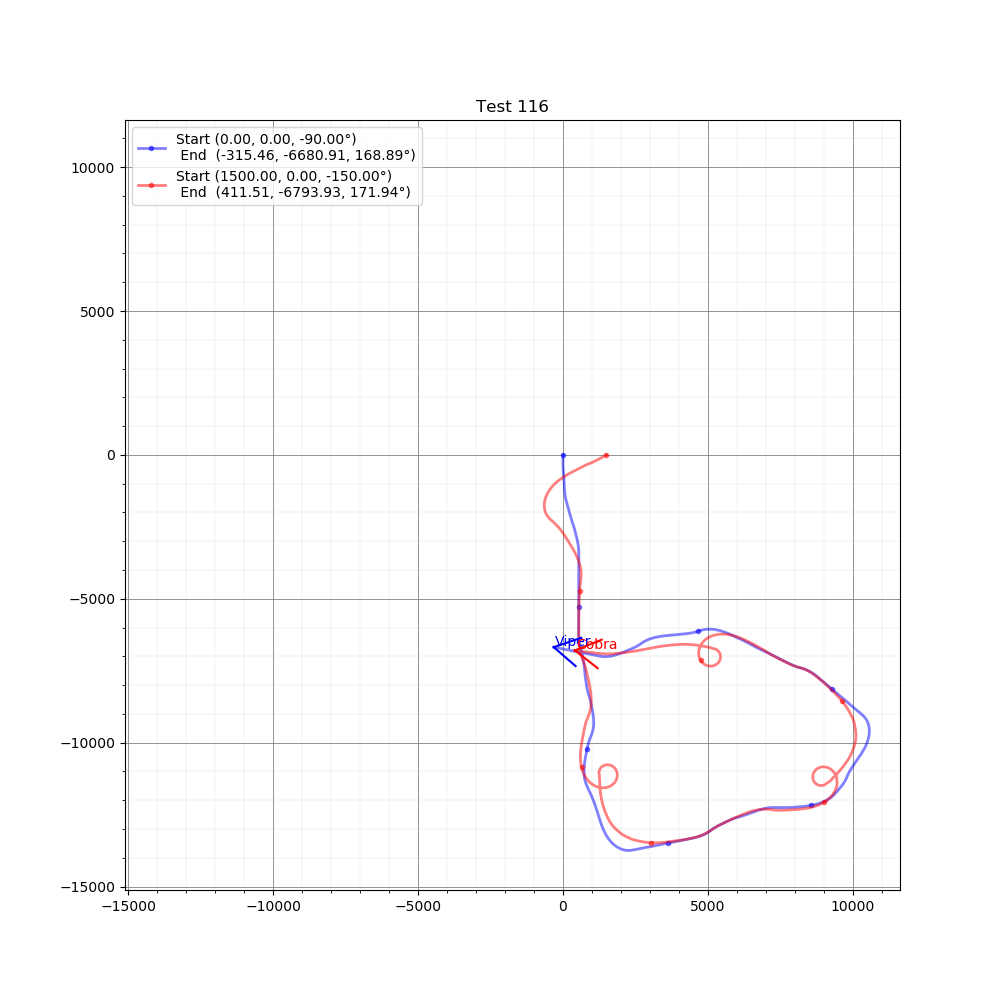 Test 116
Start (0.00, 0.00, -90.00°)
End (-315.46, -6680.91, 168.89°)
Start (1500.00, 0.00, -150.00°)
End (411.51, -6793.93, 171.94°)
10000
5000
0
−5000
−10000
−15000
Viper
Cobra
−15000
−10000
−5000
0
5000
10000